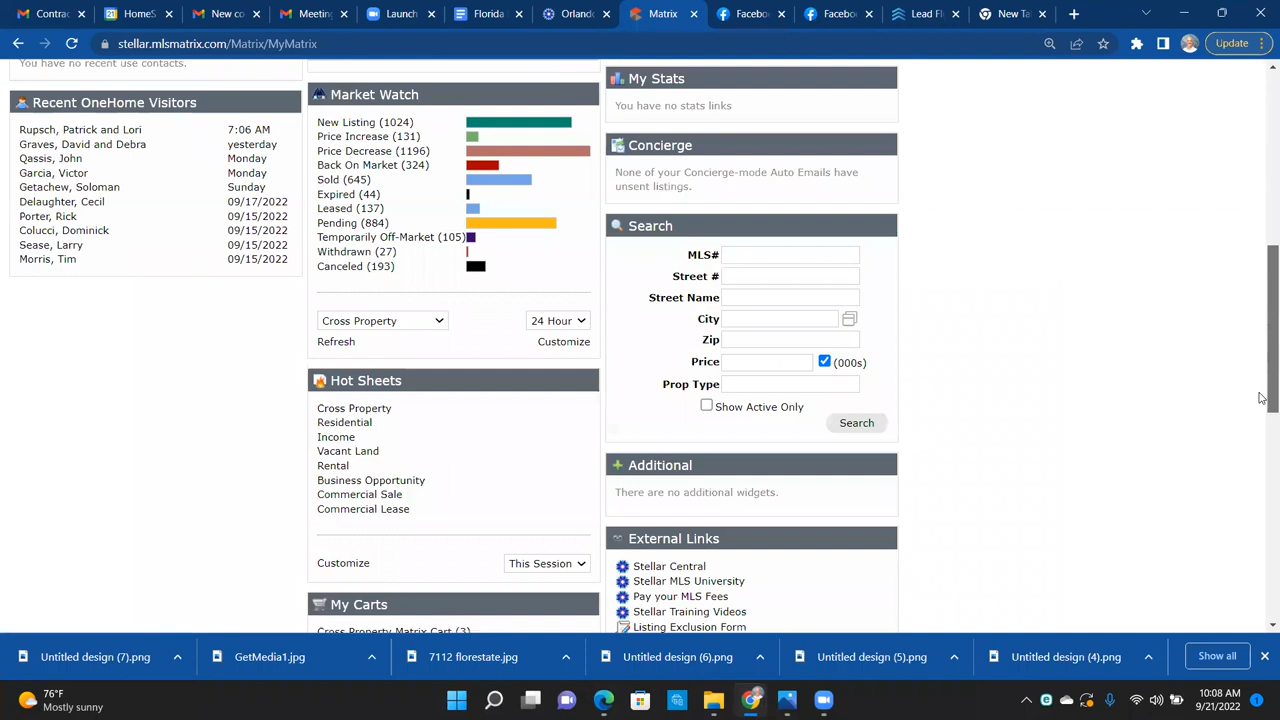 Contrac
HomeS
New co
Meeting
Launch
Florida
Orlando
Matrix
Facebo
Facebo
Lead Fl
New Ta
stellar.mlsmatrix.com/Matrix/MyMatrix
Update
You have no recent use contacts.
Recent OneHome Visitors
Rupsch, Patrick and Lori 7:06 AM
Graves, David and Debra yesterday
Qassis, John Monday
Garcia, Victor Monday
Getachew, Soloman Sunday
Delaughter, Cecil 09/17/2022
Porter, Rick 09/15/2022
Colucci, Dominick 09/15/2022
Sease, Larry 09/15/2022
Morris, Tim 09/15/2022
Market Watch
New Listing (1024)
Price Increase (131)
Price Decrease (1196)
Back On Market (324)
Sold (645)
Expired (44)
Leased (137)
Pending (884)
Temporarily Off-Market (105)
Withdrawn (27)
Canceled (193)
Cross Property 24 Hour
Refresh Customize
Hot Sheets
Cross Property
Residential
Income
Vacant Land
Rental
Business Opportunity
Commercial Sale
Commercial Lease
Customize This Session
My Carts
Cross Property Matrix Cart (3)
My Stats
You have no stats links
Concierge
None of your Concierge-mode Auto Emails have
unsent listings.
Search
MLS#
Street #
Street Name
City
Zip
Price (000s)
Prop Type
Show Active Only
Search
Additional
There are no additional widgets.
External Links
Stellar Central
Stellar MLS University
Pay your MLS Fees
Stellar Training Videos
Listing Exclusion Form
Untitled design (7).png
GetMedia1.jpg
7112 florestate.jpg
Untitled design (6).png
Untitled design (5).png
Untitled design (4).png
Show all
76°F
Mostly sunny
10:08 AM
9/21/2022